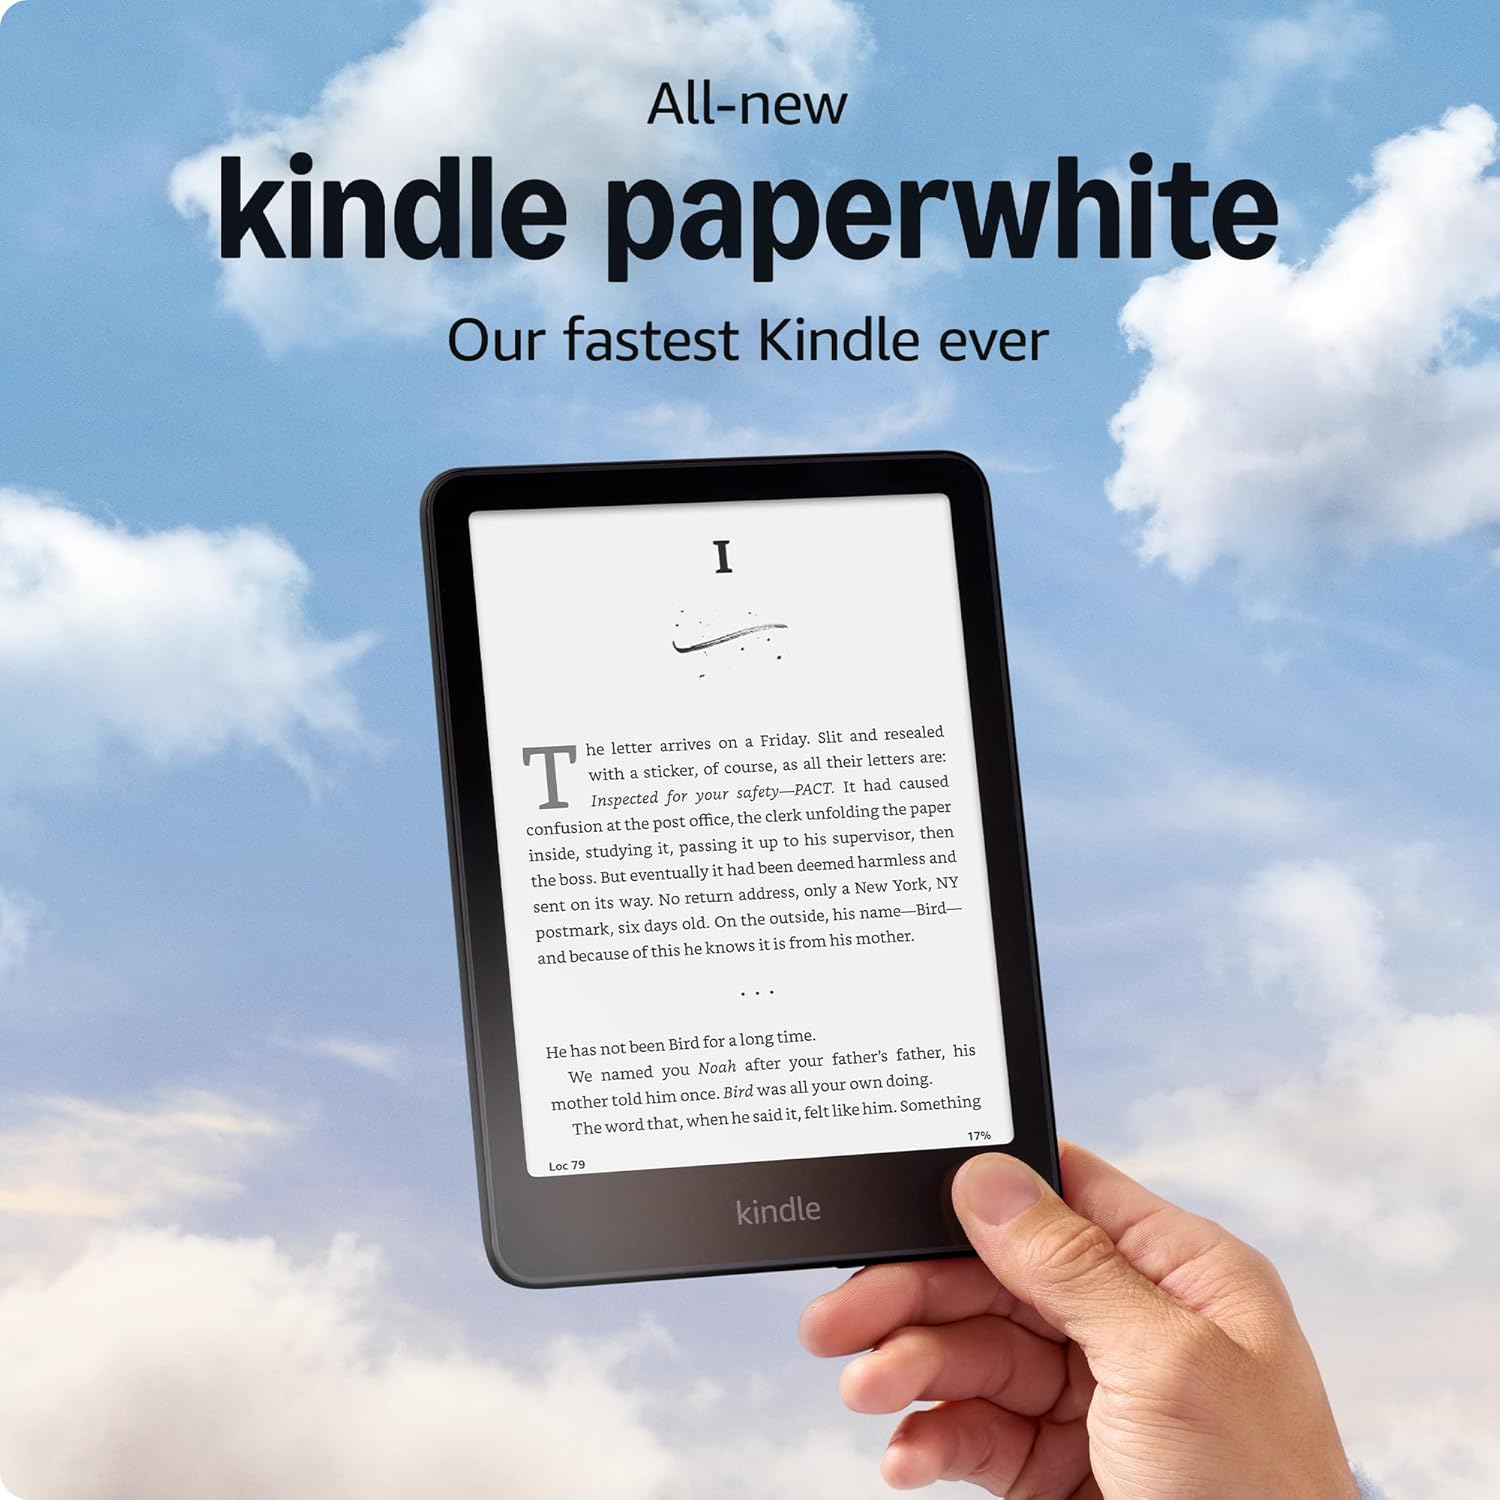 All-new
kindle paperwhite
Our fastest Kindle ever
I
The letter arrives on a Friday. Slit and resealed
with a sticker, of course, as all their letters are:
Inspected for your safety—PACT. It had caused
confusion at the post office, the clerk unfolding the paper
inside, studying it, passing it up to his supervisor, then
the boss. But eventually it had been deemed harmless and
sent on its way. No return address, only a New York, NY
postmark, six days old. On the outside, his name—Bird—
and because of this he knows it is from his mother.
. . .
He has not been Bird for a long time.
We named you Noah after your father’s father, his
mother told him once. Bird was all your own doing.
The word that, when he said it, felt like him. Something
Loc 79 17%
kindle